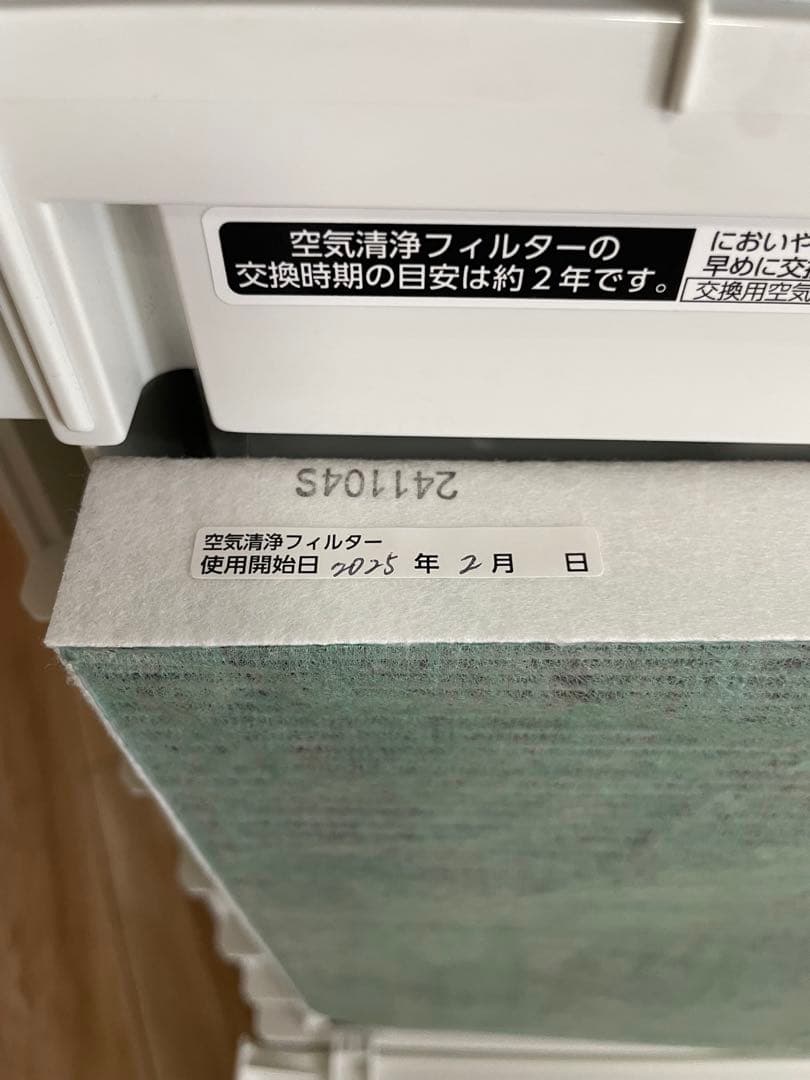 空気清浄フィルターの
交換時期の目安は約2年です。
においや
早めに交換
交換用空気
241104S
空気清浄フィルター
使用開始日 2025 年 2 月 日